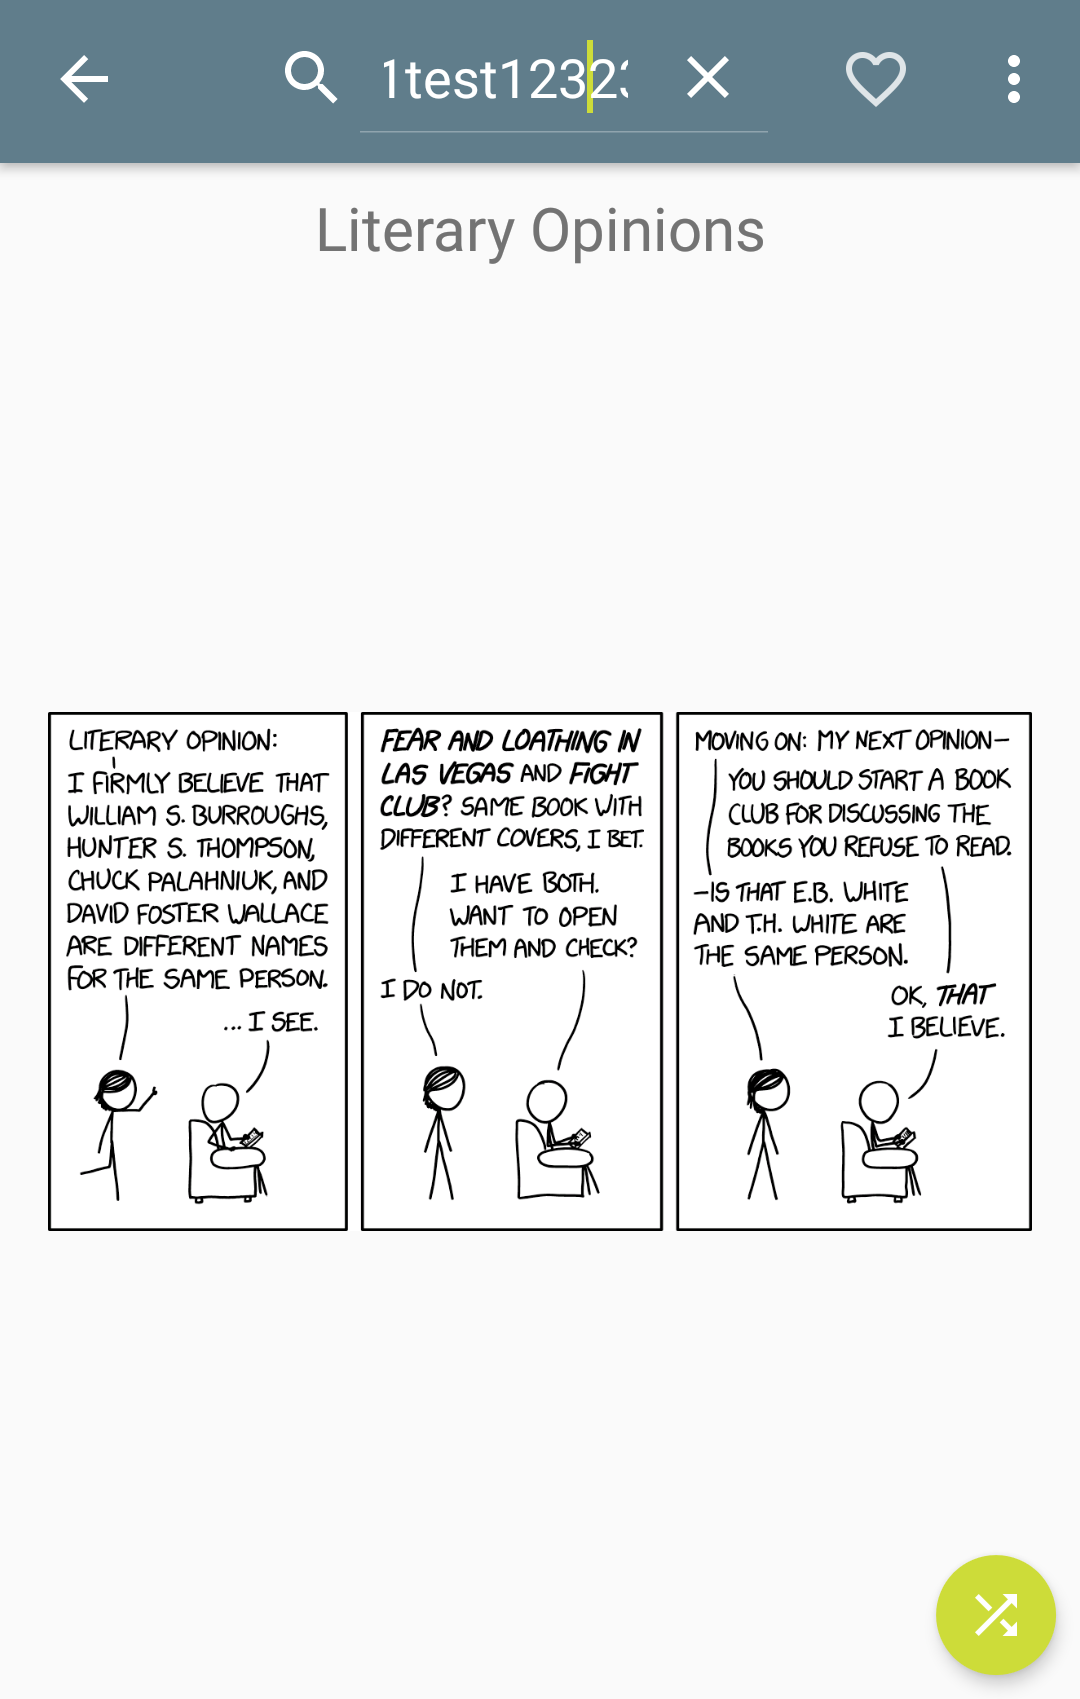 1test12323
Literary Opinions
LITERARY OPINION:
I FIRMLY BELIEVE THAT
WILLIAM S. BURROUGHS,
HUNTER S. THOMPSON,
CHUCK PALAHNIUK, AND
DAVID FOSTER WALLACE
ARE DIFFERENT NAMES
FOR THE SAME PERSON.
... I SEE.
FEAR AND LOATHING IN
LAS VEGAS AND FIGHT
CLUB? SAME BOOK WITH
DIFFERENT COVERS, I BET.
I HAVE BOTH.
WANT TO OPEN
THEM AND CHECK?
I DO NOT.
MOVING ON: MY NEXT OPINION—
YOU SHOULD START A BOOK
CLUB FOR DISCUSSING THE
BOOKS YOU REFUSE TO READ.
—IS THAT E.B. WHITE
AND T.H. WHITE ARE
THE SAME PERSON.
OK, THAT
I BELIEVE.